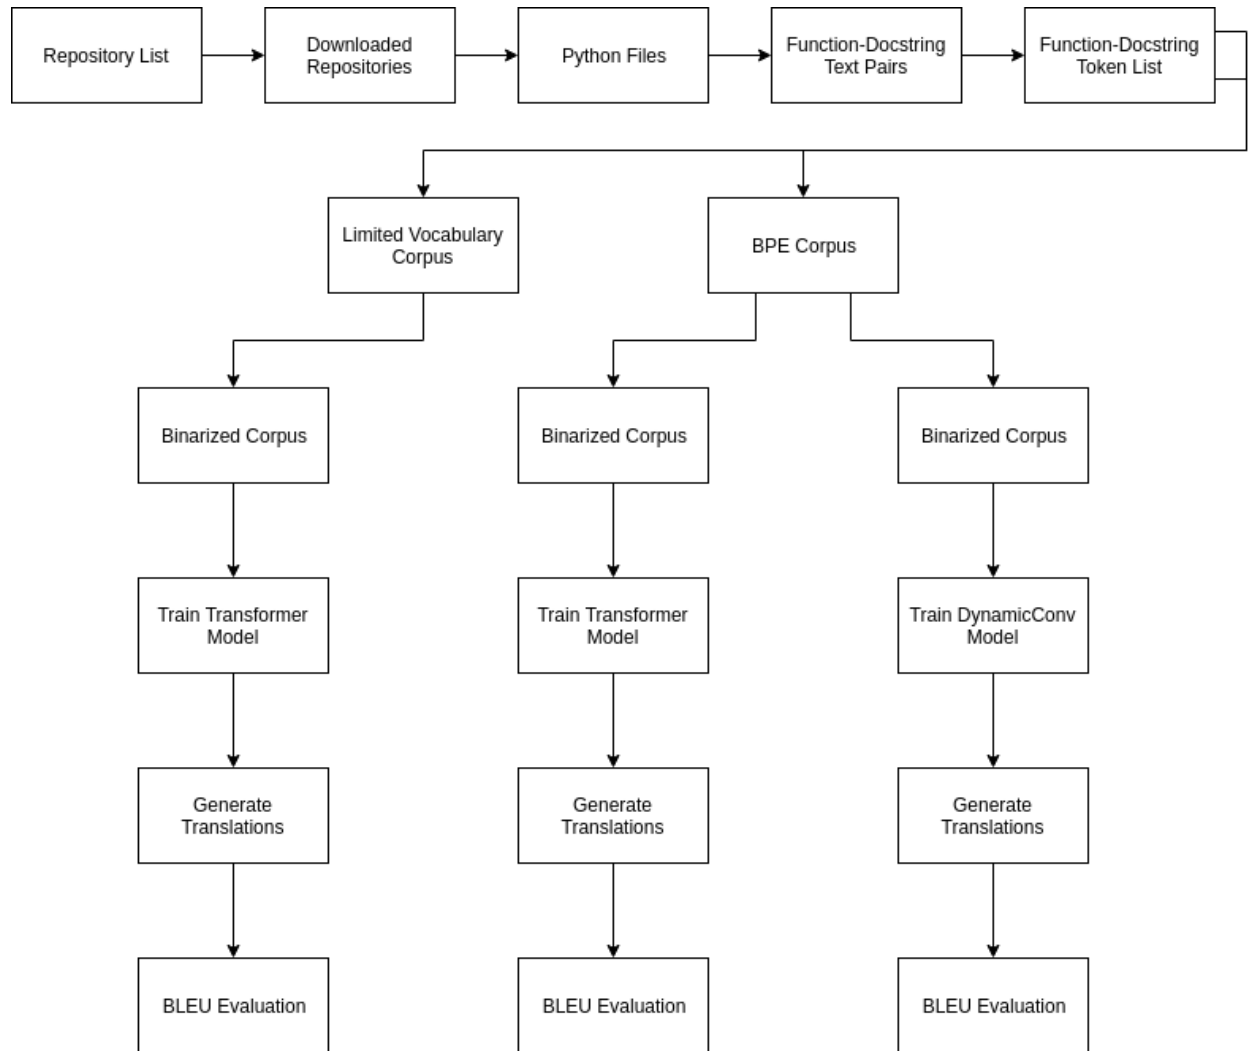 Repository List
Downloaded
Repositories
Python Files
Function-Docstring
Text Pairs
Function-Docstring
Token List
Limited Vocabulary
Corpus
BPE Corpus
Binarized Corpus
Binarized Corpus
Binarized Corpus
Train Transformer
Model
Train Transformer
Model
Train DynamicConv
Model
Generate
Translations
Generate
Translations
Generate
Translations
BLEU Evaluation
BLEU Evaluation
BLEU Evaluation